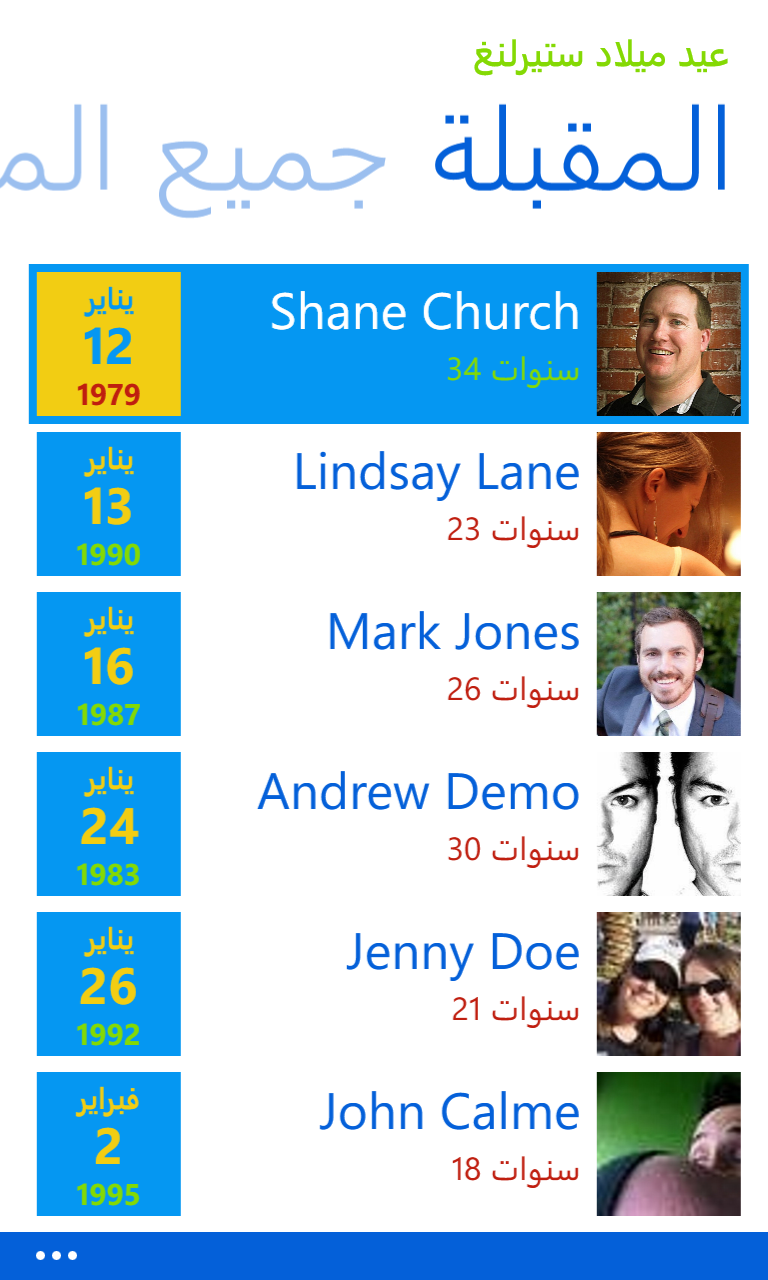 عيد ميلاد ستيرلنغ
المقبلة جميع الم
Shane Church
34 سنوات
يناير
12
1979
Lindsay Lane
23 سنوات
يناير
13
1990
Mark Jones
26 سنوات
يناير
16
1987
Andrew Demo
30 سنوات
يناير
24
1983
Jenny Doe
21 سنوات
يناير
26
1992
John Calme
18 سنوات
فبراير
2
1995